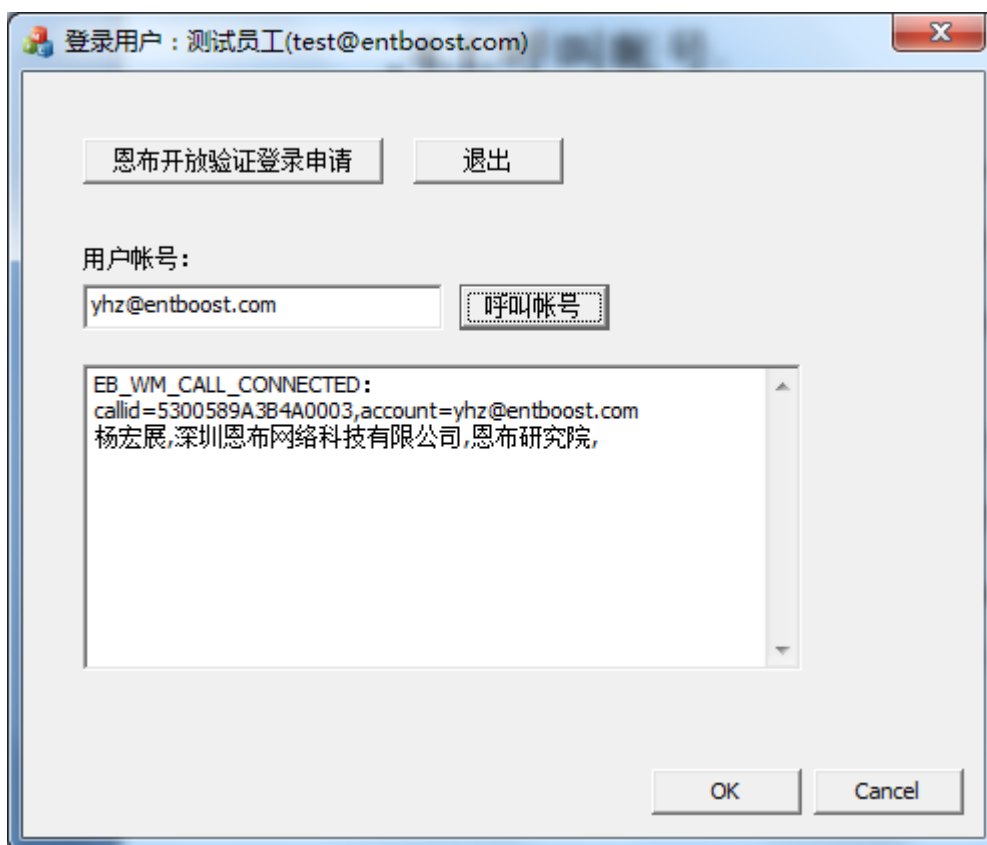 登录用户：测试员工(test@entboost.com)
恩布开放验证登录申请
退出
用户帐号：
yhz@entboost.com
呼叫帐号
EB_WM_CALL_CONNECTED：
callid=5300589A3B4A0003,account=yhz@entboost.com
杨宏展,深圳恩布网络科技有限公司,恩布研究院,
OK
Cancel